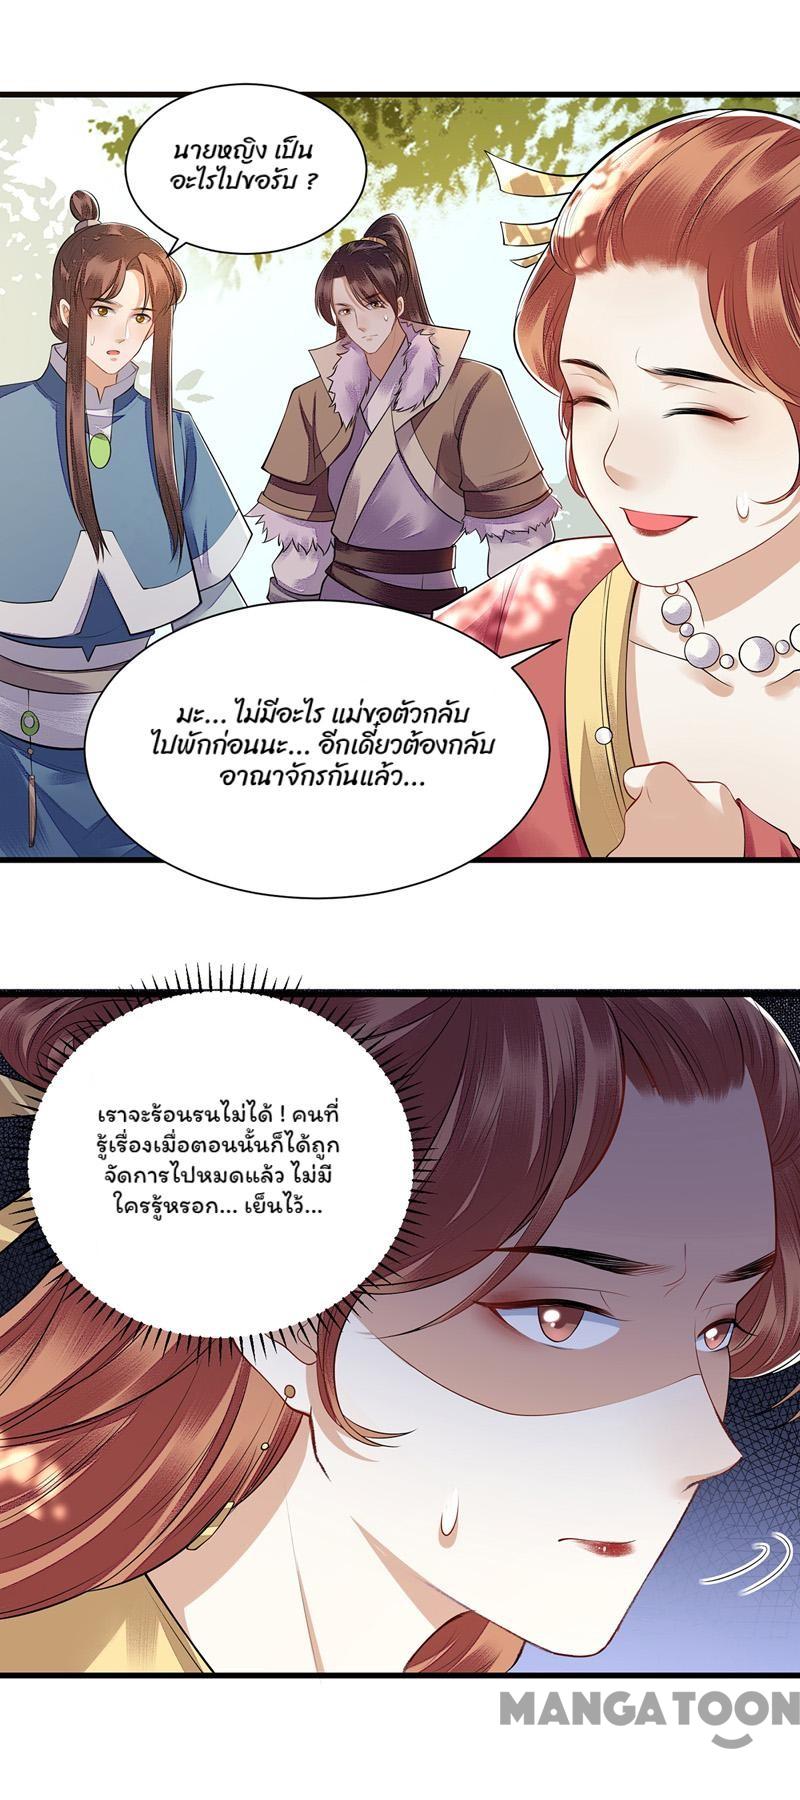 นายหญิง เป็น
อะไรไปขอรับ ?
มะ... ไม่มีอะไร แม่ขอตัวกลับ
ไปพักก่อนนะ... อีกเดี๋ยวต้องกลับ
อาณาจักรกันแล้ว...
เราจะร้อนรนไม่ได้ ! คนที่
รู้เรื่องเมื่อตอนนั้นก็ได้ถูก
จัดการไปหมดแล้ว ไม่มี
ใครรู้หรอก... เย็นไว้...
MANGATOON